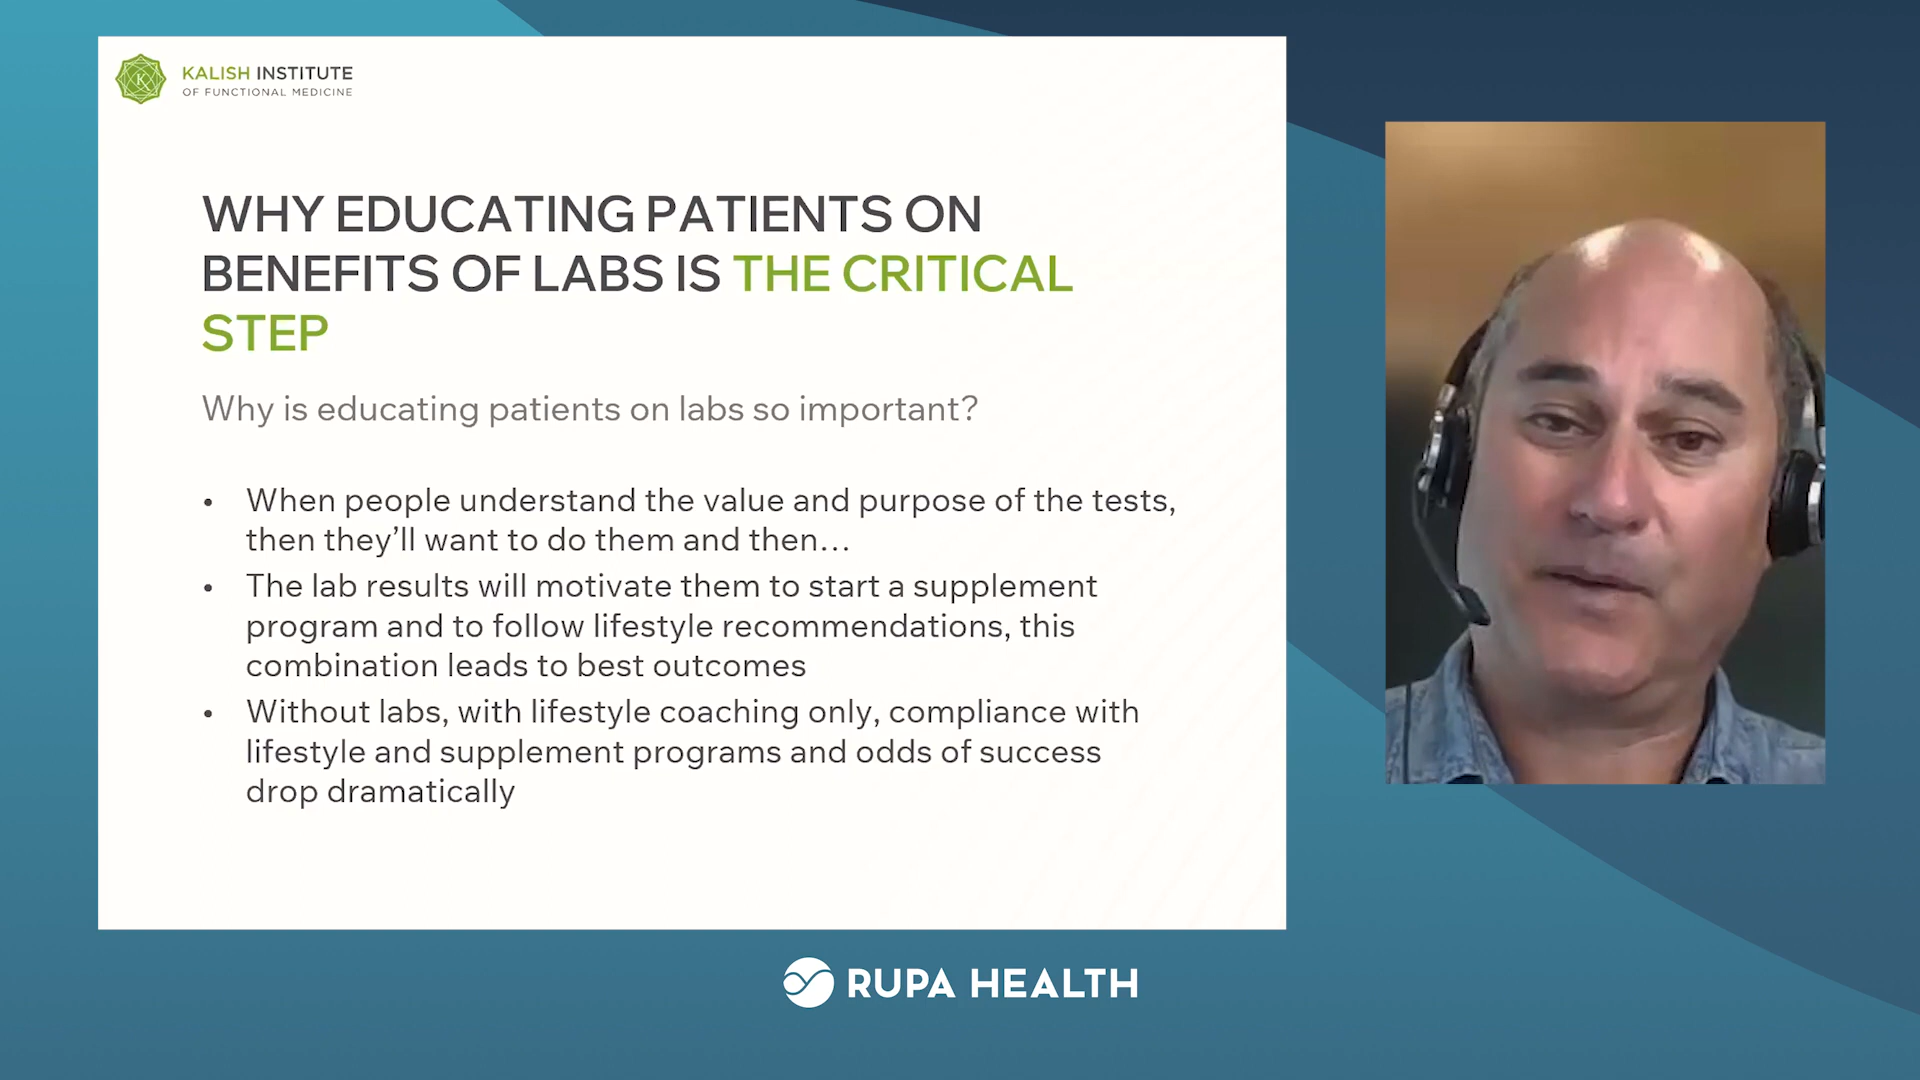 KALISH INSTITUTE
OF FUNCTIONAL MEDICINE
WHY EDUCATING PATIENTS ON
BENEFITS OF LABS IS THE CRITICAL
STEP
Why is educating patients on labs so important?
• When people understand the value and purpose of the tests,
then they’ll want to do them and then…
• The lab results will motivate them to start a supplement
program and to follow lifestyle recommendations, this
combination leads to best outcomes
• Without labs, with lifestyle coaching only, compliance with
lifestyle and supplement programs and odds of success
drop dramatically
RUPA HEALTH